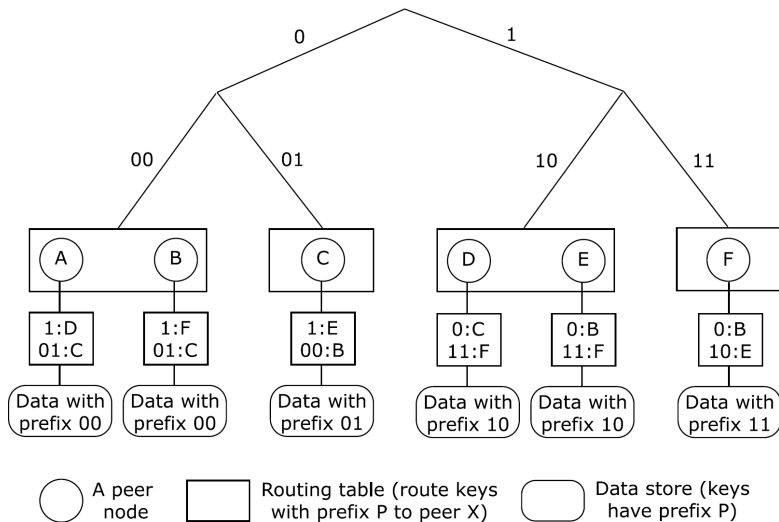 0
1
00
01
10
11
A
B
C
D
E
F
1:D
01:C
1:F
01:C
1:E
00:B
0:C
11:F
0:B
11:F
0:B
10:E
Data with
prefix 00
Data with
prefix 00
Data with
prefix 01
Data with
prefix 10
Data with
prefix 10
Data with
prefix 11
A peer
node
Routing table (route keys
with prefix P to peer X)
Data store (keys
have prefix P)